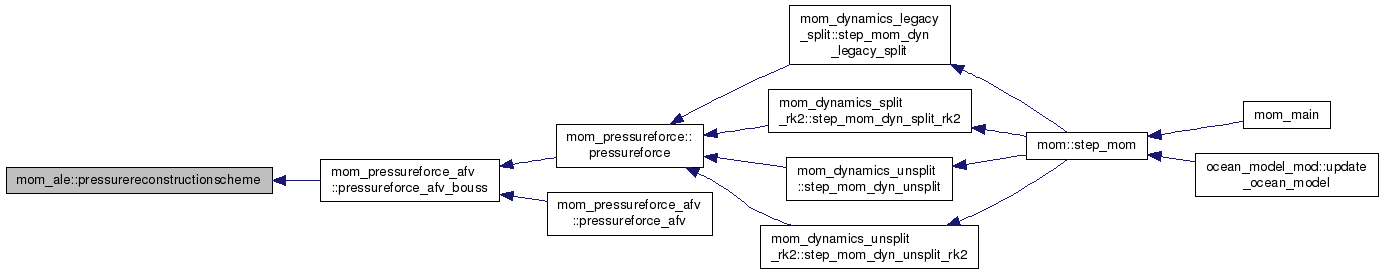 mom_ale::pressurereconstructionscheme
mom_pressureforce_afv
::pressureforce_afv_bouss
mom_pressureforce::
pressureforce
mom_pressureforce_afv
::pressureforce_afv
mom_dynamics_legacy
_split::step_mom_dyn
_legacy_split
mom_dynamics_split
_rk2::step_mom_dyn_split_rk2
mom_dynamics_unsplit
::step_mom_dyn_unsplit
mom_dynamics_unsplit
_rk2::step_mom_dyn_unsplit_rk2
mom::step_mom
mom_main
ocean_model_mod::update
_ocean_model